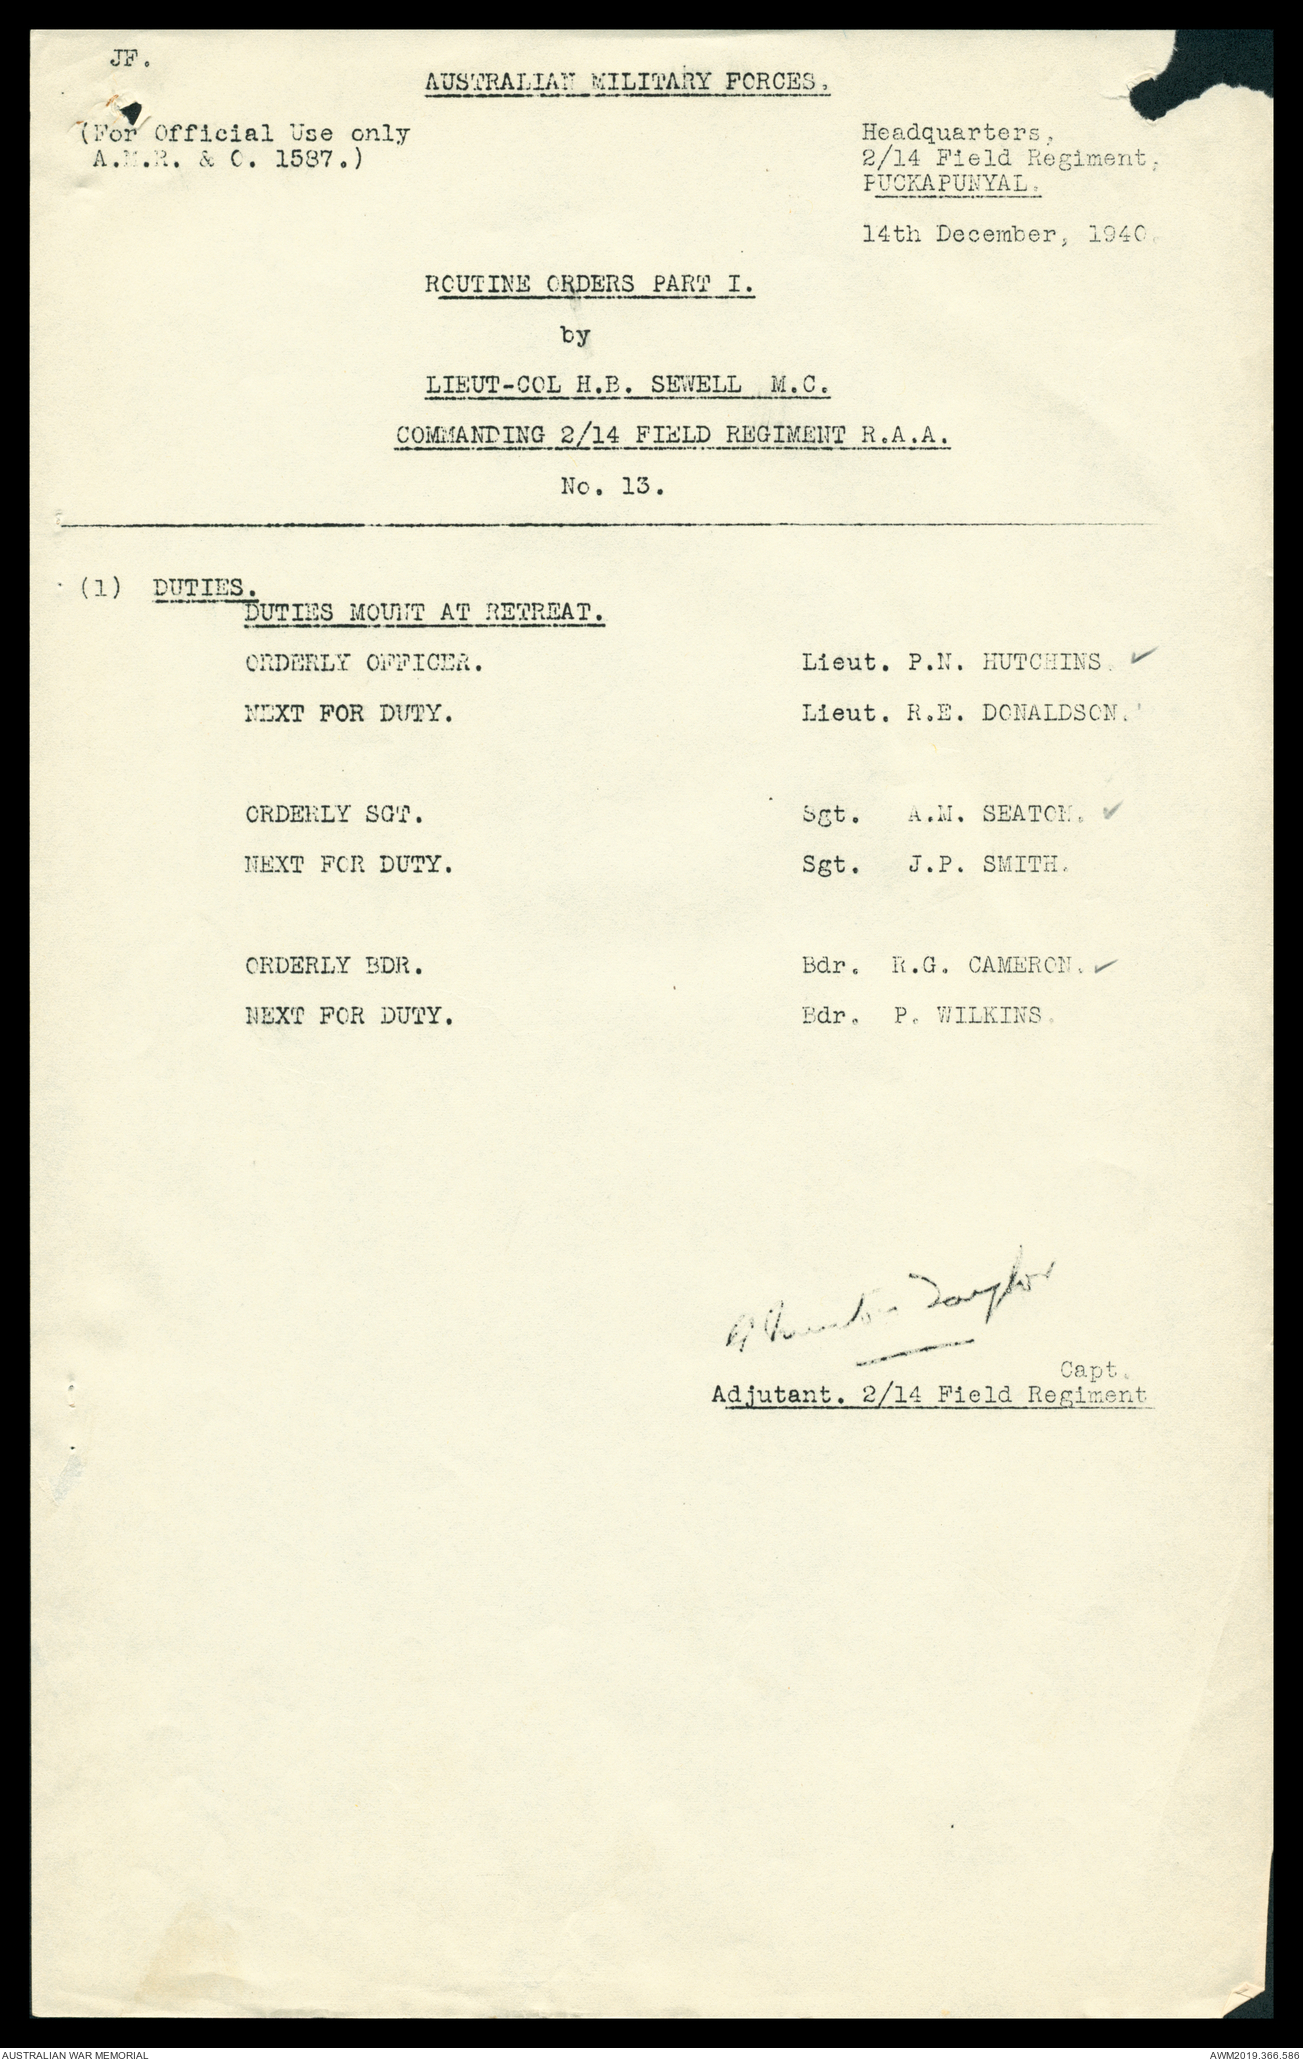 JF.
AUSTRALIAN MILITARY FORCES.
(For Official Use only
A.M.R. & O. 1587.)
Headquarters,
2/14 Field Regiment,
PUCKAPUNYAL.
14th December, 1940.
ROUTINE ORDERS PART I.
by
LIEUT-COL H.B. SEWELL M.C.
COMMANDING 2/14 FIELD REGIMENT R.A.A.
No. 13.
(1) DUTIES.
DUTIES MOUNT AT RETREAT.
ORDERLY OFFICER. Lieut. P.N. HUTCHINS. ✓
NEXT FOR DUTY. Lieut. R.E. DONALDSON.
ORDERLY SGT. Sgt. A.M. SEATON. ✓
NEXT FOR DUTY. Sgt. J.P. SMITH.
ORDERLY BDR. Bdr. R.G. CAMERON. ✓
NEXT FOR DUTY. Bdr. P. WILKINS.
Taylor
Capt.
Adjutant. 2/14 Field Regiment
AUSTRALIAN WAR MEMORIAL
AWM2019.366.586